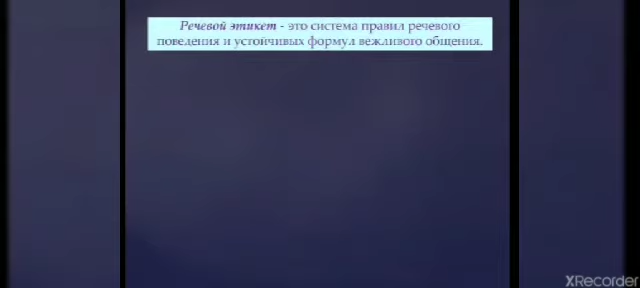 Речевой этикет - это система правил речевого
поведения и устойчивых формул вежливого общения.
XRecorder